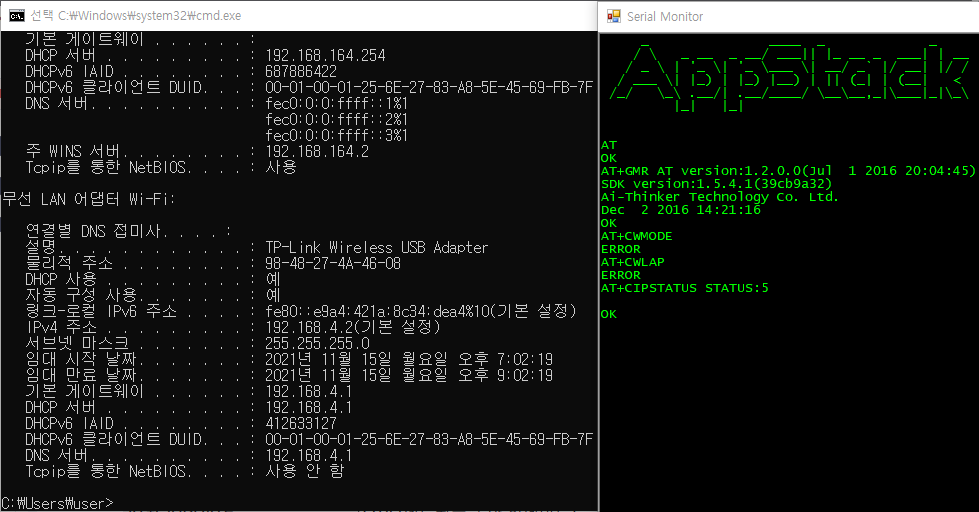 선택 C:\Windows\system32\cmd.exe
기본 게이트웨이 . . . . . . :
DHCP 서버 . . . . . . . . . : 192.168.164.254
DHCPv6 IAID . . . . . . . . : 687886422
DHCPv6 클라이언트 DUID. . . : 00-01-00-01-25-6E-27-83-A8-5E-45-69-FB-7F
DNS 서버. . . . . . . . . . : fec0:0:0:ffff::1%1
fec0:0:0:ffff::2%1
fec0:0:0:ffff::3%1
주 WINS 서버. . . . . . . . : 192.168.164.2
Tcpip를 통한 NetBIOS. . . . : 사용
무선 LAN 어댑터 Wi-Fi:
연결별 DNS 접미사. . . . :
설명. . . . . . . . . . . . : TP-Link Wireless USB Adapter
물리적 주소 . . . . . . . . : 98-48-27-4A-46-08
DHCP 사용 . . . . . . . . . : 예
자동 구성 사용. . . . . . . : 예
링크-로컬 IPv6 주소 . . . . : fe80::e9a4:421a:8c34:dea4%10(기본 설정)
IPv4 주소 . . . . . . . . . : 192.168.4.2(기본 설정)
서브넷 마스크 . . . . . . . : 255.255.255.0
임대 시작 날짜. . . . . . . : 2021년 11월 15일 월요일 오후 7:02:19
임대 만료 날짜. . . . . . . : 2021년 11월 15일 월요일 오후 9:02:19
기본 게이트웨이 . . . . . . : 192.168.4.1
DHCP 서버 . . . . . . . . . : 192.168.4.1
DHCPv6 IAID . . . . . . . . : 412633127
DHCPv6 클라이언트 DUID. . . : 00-01-00-01-25-6E-27-83-A8-5E-45-69-FB-7F
DNS 서버. . . . . . . . . . : 192.168.4.1
Tcpip를 통한 NetBIOS. . . . : 사용 안 함
C:\Users\user>
Serial Monitor
AppStack
AT
OK
AT+GMR AT version:1.2.0.0(Jul  1 2016 20:04:45)
SDK version:1.5.4.1(39cb9a32)
Ai-Thinker Technology Co. Ltd.
Dec  2 2016 14:21:16
OK
AT+CWMODE
ERROR
AT+CWLAP
ERROR
AT+CIPSTATUS STATUS:5
OK